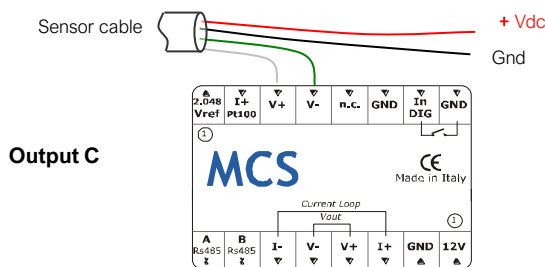 Sensor cable
+ Vdc
Gnd
Output C
2.048 Vref
I+ Pt100
V+
V-
n.c.
GND
In DIG
GND
1
MCS
CE
Made in Italy
Current Loop
Vout
1
A Rs485
B Rs485
I-
V-
V+
I+
GND
12V